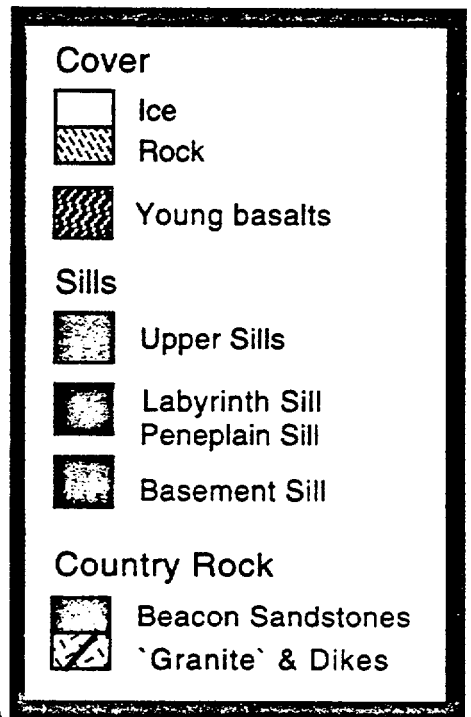 Cover
Ice
Rock
Young basalts
Sills
Upper Sills
Labyrinth Sill
Peneplain Sill
Basement Sill
Country Rock
Beacon Sandstones
`Granite` & Dikes